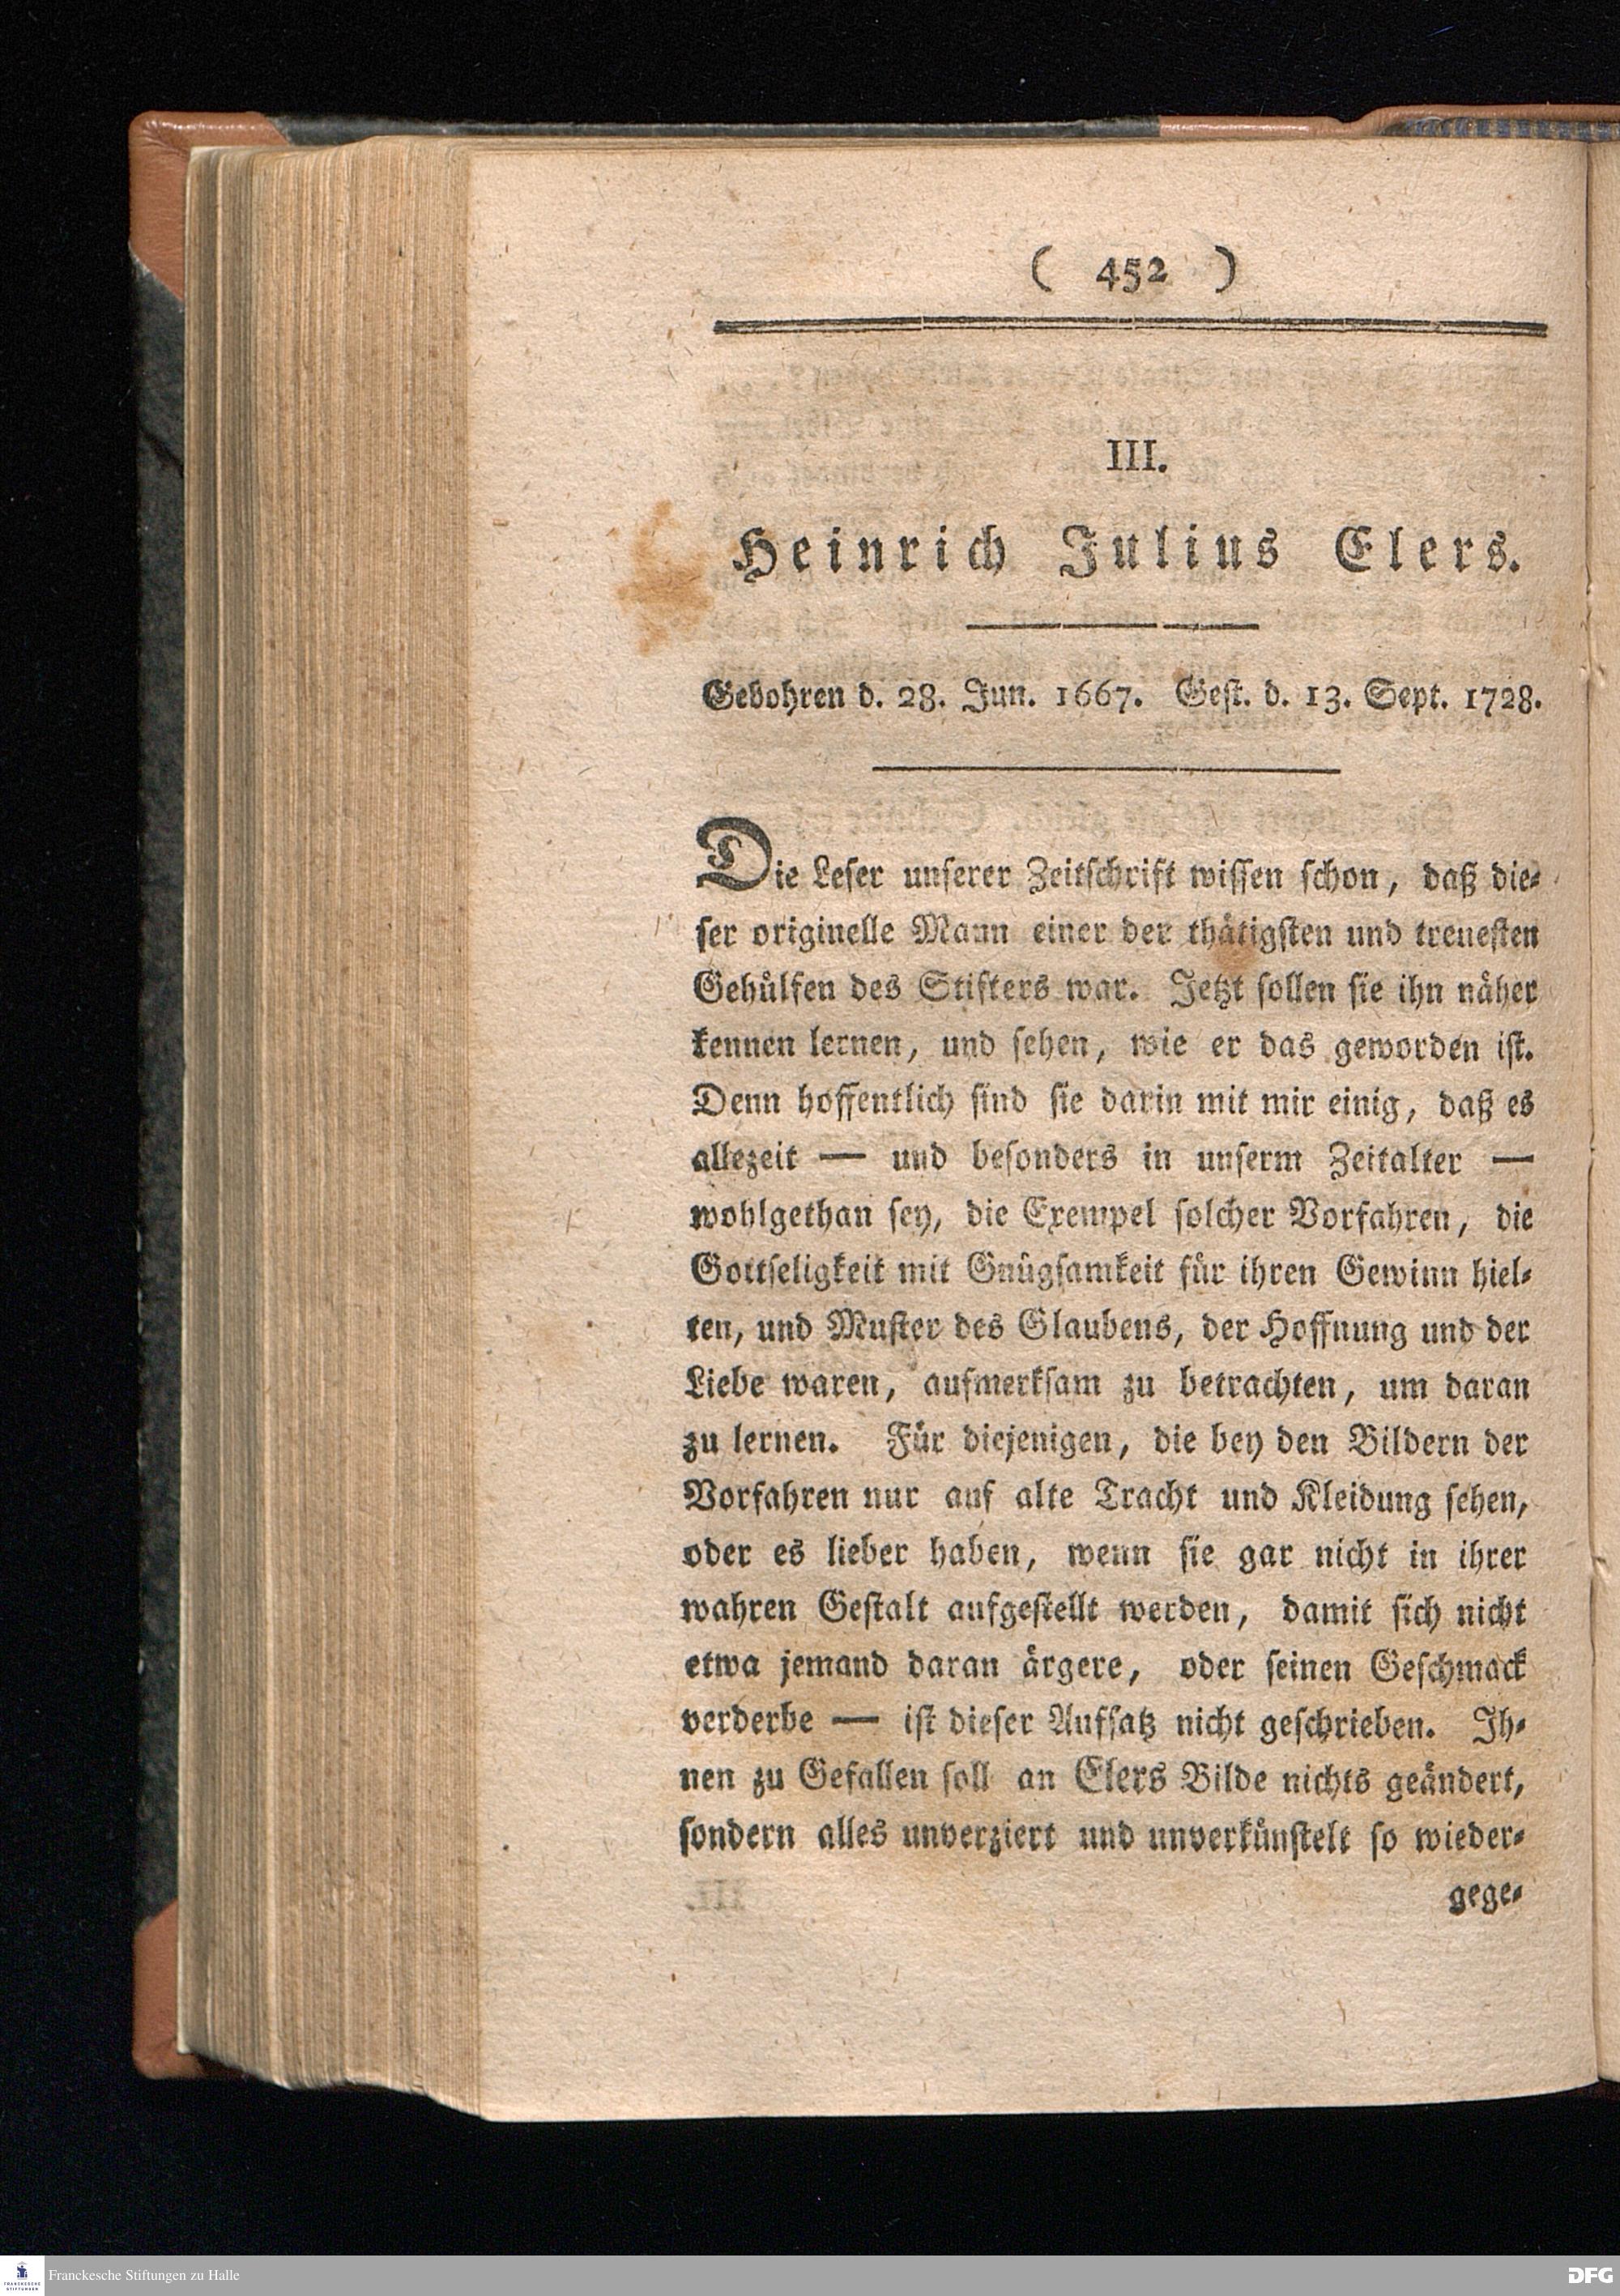 ( 452 )
III.
Heinrich Julius Elers.
Gebohren d. 28. Jun. 1667. Gest. d. 13. Sept. 1728.
Die Leser unserer Zeitschrift wissen schon, daß die-
ser originelle Mann einer der thätigsten und treuesten
Gehülfen des Stifters war. Jetzt sollen sie ihn näher
kennen lernen, und sehen, wie er das geworden ist.
Denn hoffentlich sind sie darin mit mir einig, daß es
allezeit — und besonders in unserm Zeitalter —
wohlgethan sey, die Exempel solcher Vorfahren, die
Gottseligkeit mit Gnügsamkeit für ihren Gewinn hiel-
ten, und Muster des Glaubens, der Hoffnung und der
Liebe waren, aufmerksam zu betrachten, um daran
zu lernen. Für diejenigen, die bey den Bildern der
Vorfahren nur auf alte Tracht und Kleidung sehen,
oder es lieber haben, wenn sie gar nicht in ihrer
wahren Gestalt aufgestellt werden, damit sich nicht
etwa jemand daran ärgere, oder seinen Geschmack
verderbe — ist dieser Aufsatz nicht geschrieben. Ih-
nen zu Gefallen soll an Elers Bilde nichts geändert,
sondern alles unverziert und unverkünstelt so wieder-
gege-
FRANCKESCHE STIFTUNGEN
Franckesche Stiftungen zu Halle
DFG